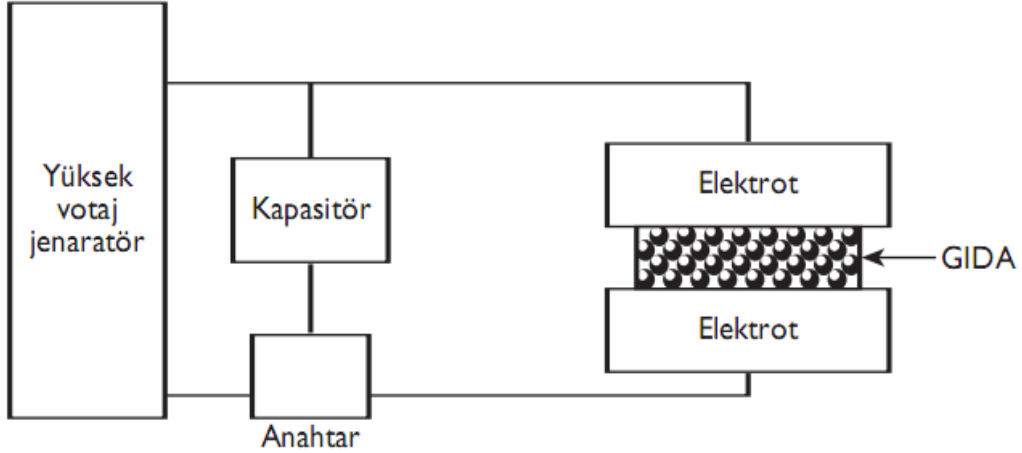 Yüksek
votaj
jenaratör
Kapasitör
Anahtar
Elektrot
GIDA
Elektrot